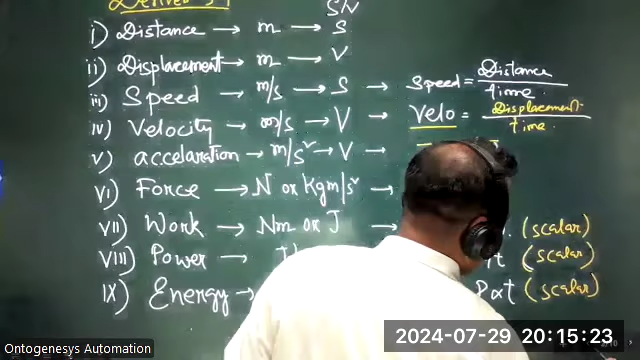 Derived SI
S/V
i) Distance → m → S
ii) Displacement → m → V
iii) Speed → m/s → S → Speed = Distance / time
iv) Velocity → m/s → V → Velo = Displacement / time
v) accelaration → m/s² → V →
vi) Force → N or Kgm/s² →
vii) Work → Nm or J → (scalar)
viii) Power → (scalar)
ix) Energy → Pxt (scalar)
2024-07-29 20:15:23
Ontogenesys Automation